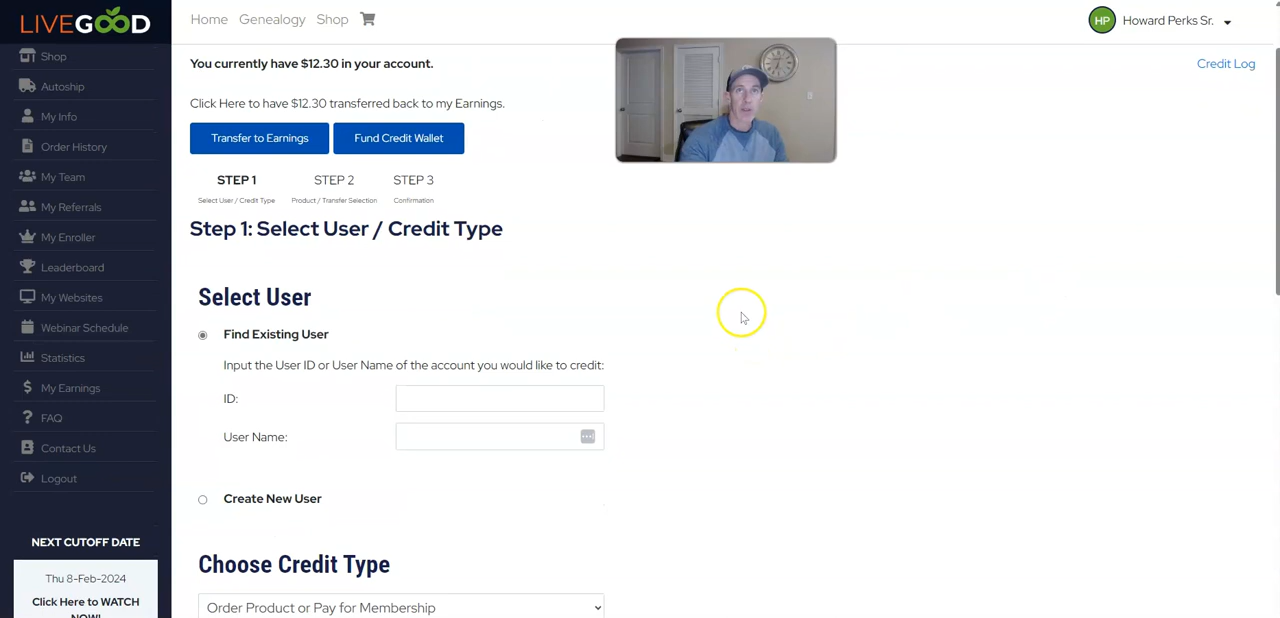 LIVEGOOD
Home Genealogy Shop
HP Howard Perks Sr.
Shop
Autoship
My Info
Order History
My Team
My Referrals
My Enroller
Leaderboard
My Websites
Webinar Schedule
Statistics
My Earnings
FAQ
Contact Us
Logout
NEXT CUTOFF DATE
Thu 8-Feb-2024
Click Here to WATCH
NOW!
You currently have $12.30 in your account.
Credit Log
Click Here to have $12.30 transferred back to my Earnings.
Transfer to Earnings Fund Credit Wallet
STEP 1 STEP 2 STEP 3
Select User / Credit Type Product / Transfer Selection Confirmation
Step 1: Select User / Credit Type
Select User
Find Existing User
Input the User ID or User Name of the account you would like to credit:
ID:
User Name:
Create New User
Choose Credit Type
Order Product or Pay for Membership